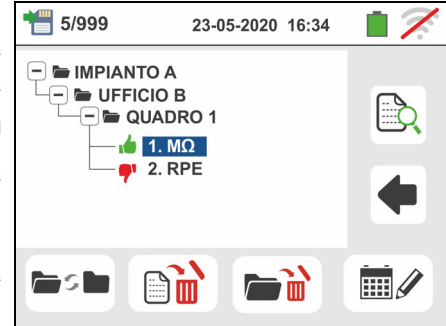 5/999 23-05-2020 16:34
IMPIANTO A
UFFICIO B
QUADRO 1
1. MΩ
2. RPE